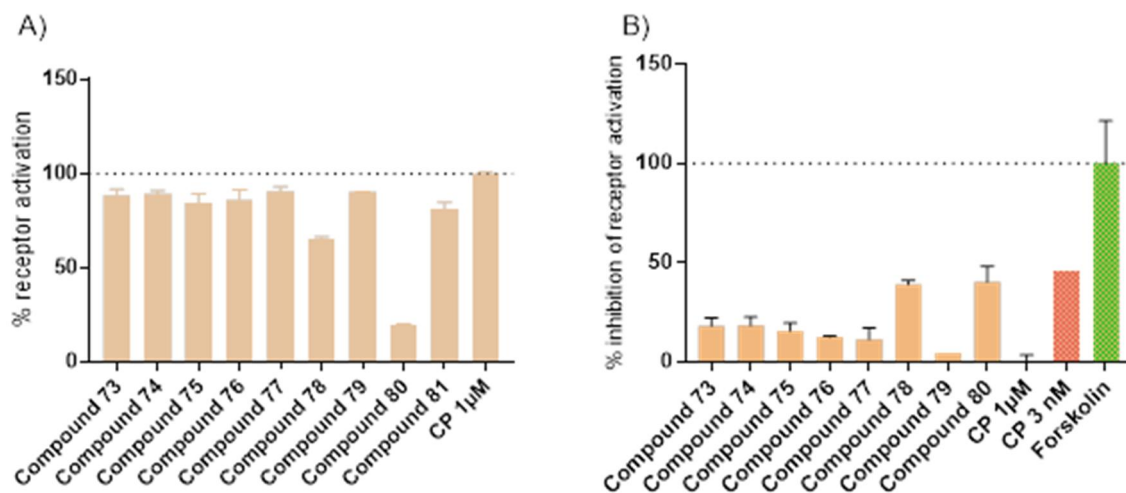 A)
% receptor activation
150
100
50
0
Compound 73
Compound 74
Compound 75
Compound 76
Compound 77
Compound 78
Compound 79
Compound 80
Compound 81
CP 1µM
B)
% inhibition of receptor activation
150
100
50
0
Compound 73
Compound 74
Compound 75
Compound 76
Compound 77
Compound 78
Compound 79
Compound 80
CP 1µM
CP 3 nM
Forskolin